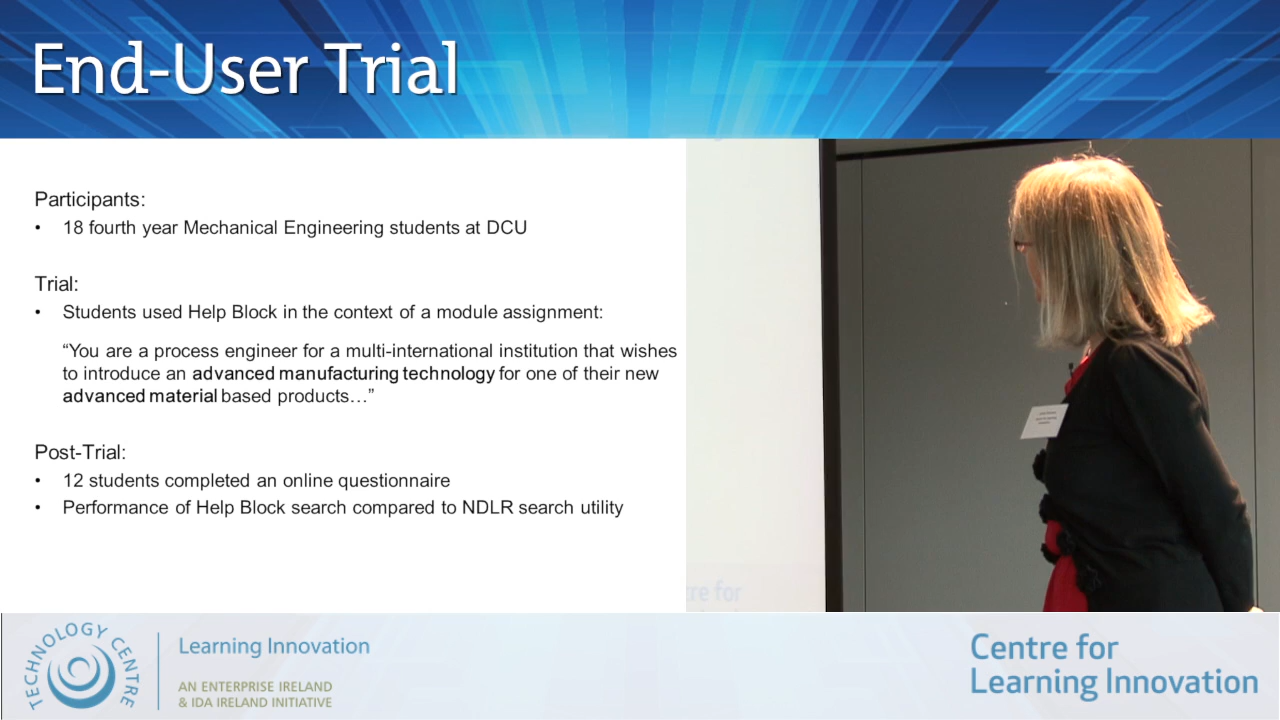 End-User Trial
Participants:
• 18 fourth year Mechanical Engineering students at DCU
Trial:
• Students used Help Block in the context of a module assignment:
“You are a process engineer for a multi-international institution that wishes
to introduce an advanced manufacturing technology for one of their new
advanced material based products…”
Post-Trial:
• 12 students completed an online questionnaire
• Performance of Help Block search compared to NDLR search utility
re for
TECHNOLOGY CENTRE
Learning Innovation
AN ENTERPRISE IRELAND
& IDA IRELAND INITIATIVE
Centre for
Learning Innovation